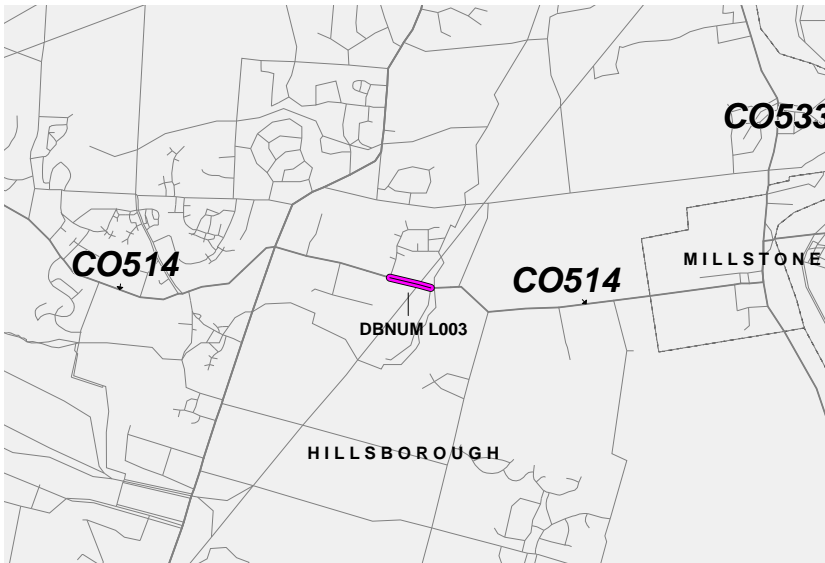 CO533
MILLSTONE
CO514
CO514
DBNUM L003
HILLSBOROUGH